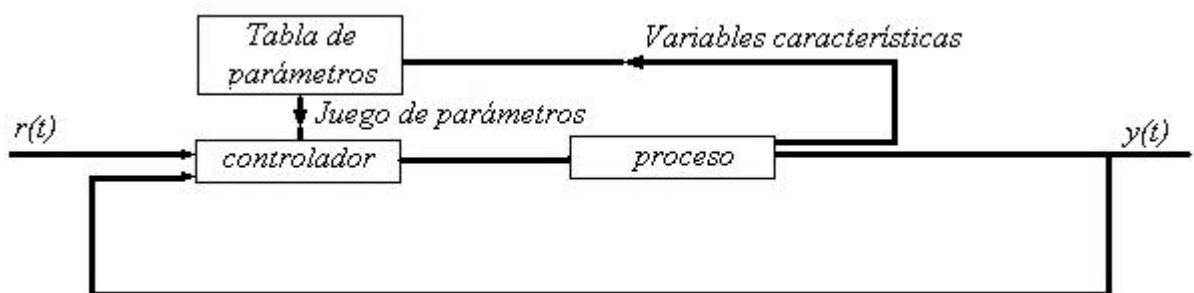 Tabla de
parámetros
Variables características
Juego de parámetros
r(t)
controlador
proceso
y(t)